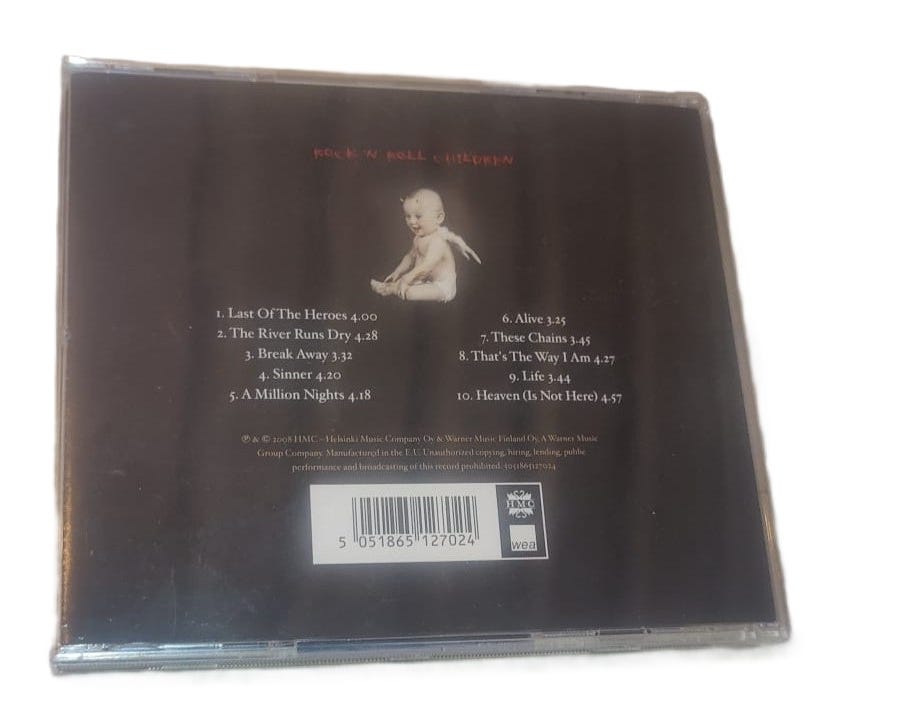 ROCK 'N ROLL CHILDREN
1. Last Of The Heroes 4.00
2. The River Runs Dry 4.28
3. Break Away 3.32
4. Sinner 4.20
5. A Million Nights 4.18
6. Alive 3.25
7. These Chains 3.45
8. That's The Way I Am 4.27
9. Life 3.44
10. Heaven (Is Not Here) 4.57
℗ & © 2008 HMC – Helsinki Music Company Oy & Warner Music Finland Oy, A Warner Music
Group Company. Manufactured in the E.U. Unauthorized copying, hiring, lending, public
performance and broadcasting of this record prohibited. 5051865127024
HMC
5 051865 127024
wea